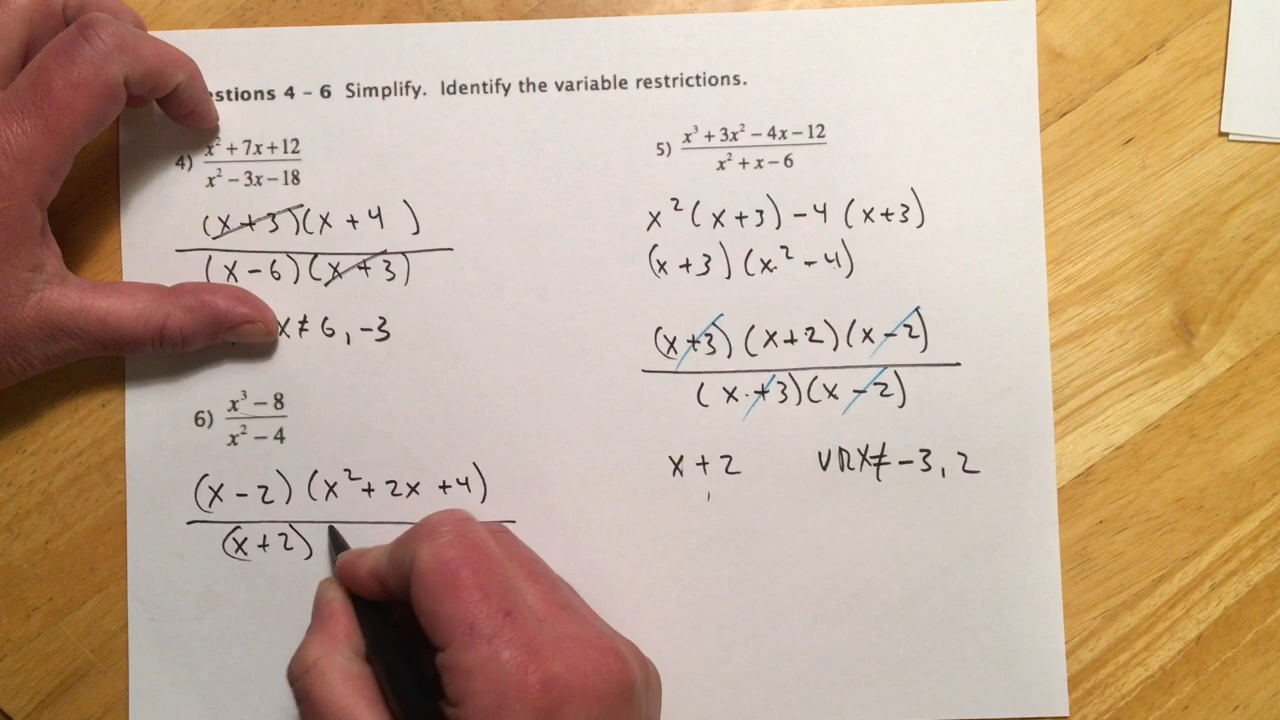 stions 4 – 6 Simplify. Identify the variable restrictions.
4) x² + 7x + 12
x² – 3x – 18
(x+3)(x + 4 )
(x – 6)(x + 3)
x ≠ 6, –3
6) x³ – 8
x² – 4
(x – 2) (x² + 2x + 4)
(x + 2)
5) x³ + 3x² – 4x – 12
x² + x – 6
x² (x+3) – 4 (x+3)
(x + 3) (x² – 4)
(x+3) (x+2)(x – 2)
(x + 3)(x – 2)
x + 2 VR x ≠ –3, 2